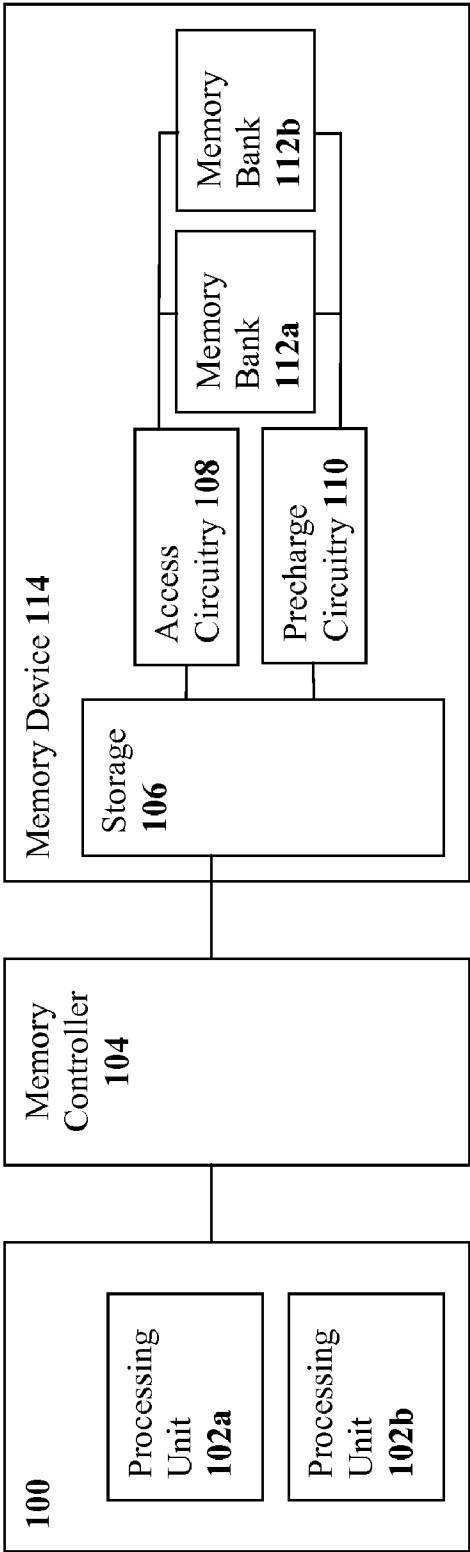 100
Processing
Unit
102a
Processing
Unit
102b
Memory
Controller
104
Memory Device 114
Storage
106
Access
Circuitry 108
Precharge
Circuitry 110
Memory
Bank
112a
Memory
Bank
112b